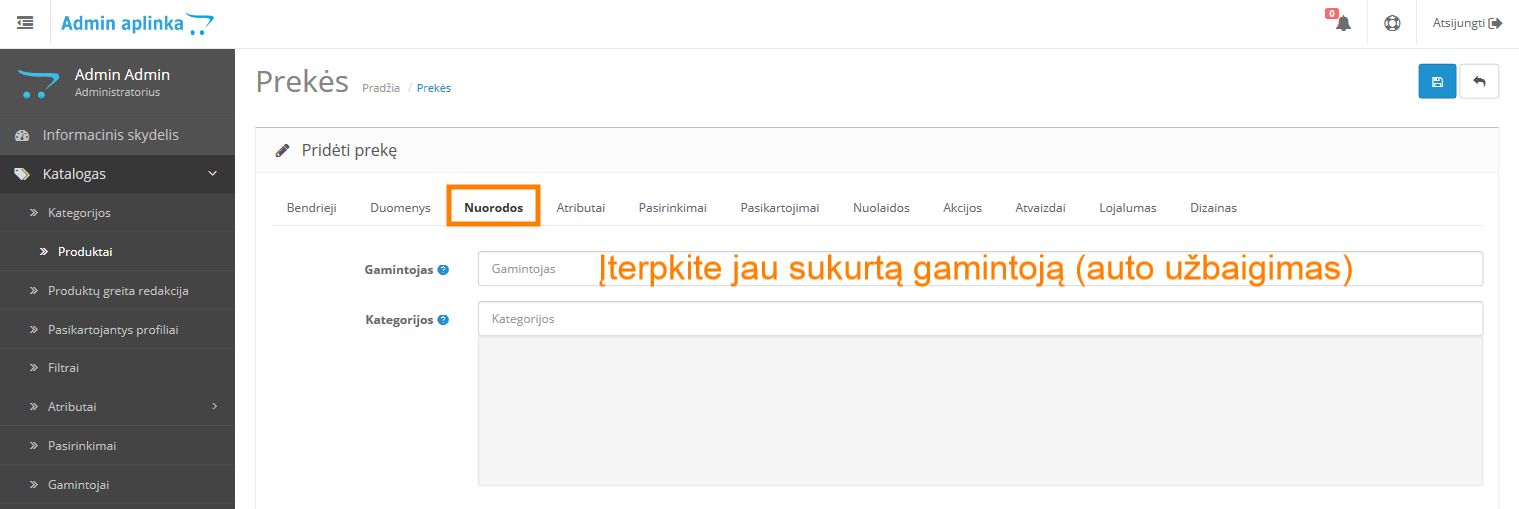 Admin aplinka
0
Atsijungti
Admin Admin
Administratorius
Informacinis skydelis
Katalogas
Kategorijos
Produktai
Produktų greita redakcija
Pasikartojantys profiliai
Filtrai
Atributai
Pasirinkimai
Gamintojai
Prekės
Pradžia / Prekės
Pridėti prekę
Bendrieji Duomenys Nuorodos Atributai Pasirinkimai Pasikartojimai Nuolaidos Akcijos Atvaizdai Lojalumas Dizainas
Gamintojas ? Gamintojas Įterpkite jau sukurtą gamintoją (auto užbaigimas)
Kategorijos ? Kategorijos